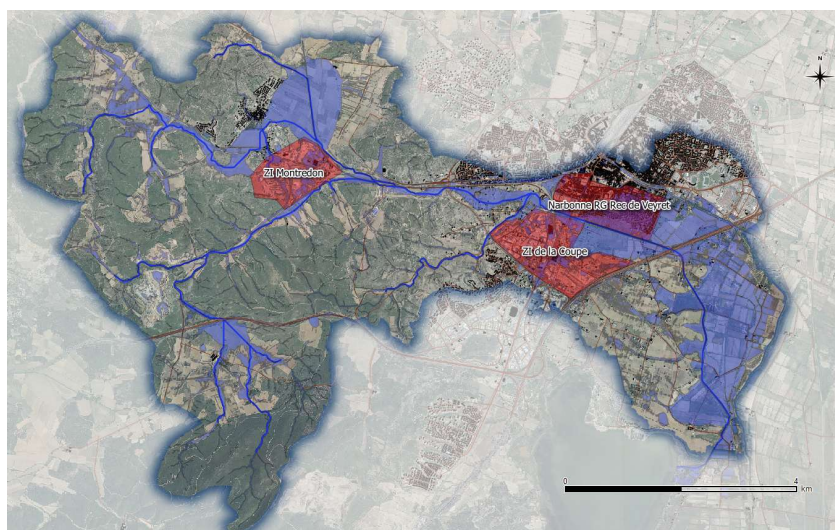 N
ZI Montredon
Narbonne RG Rec de Veyret
ZI de la Coupe
0
4
km